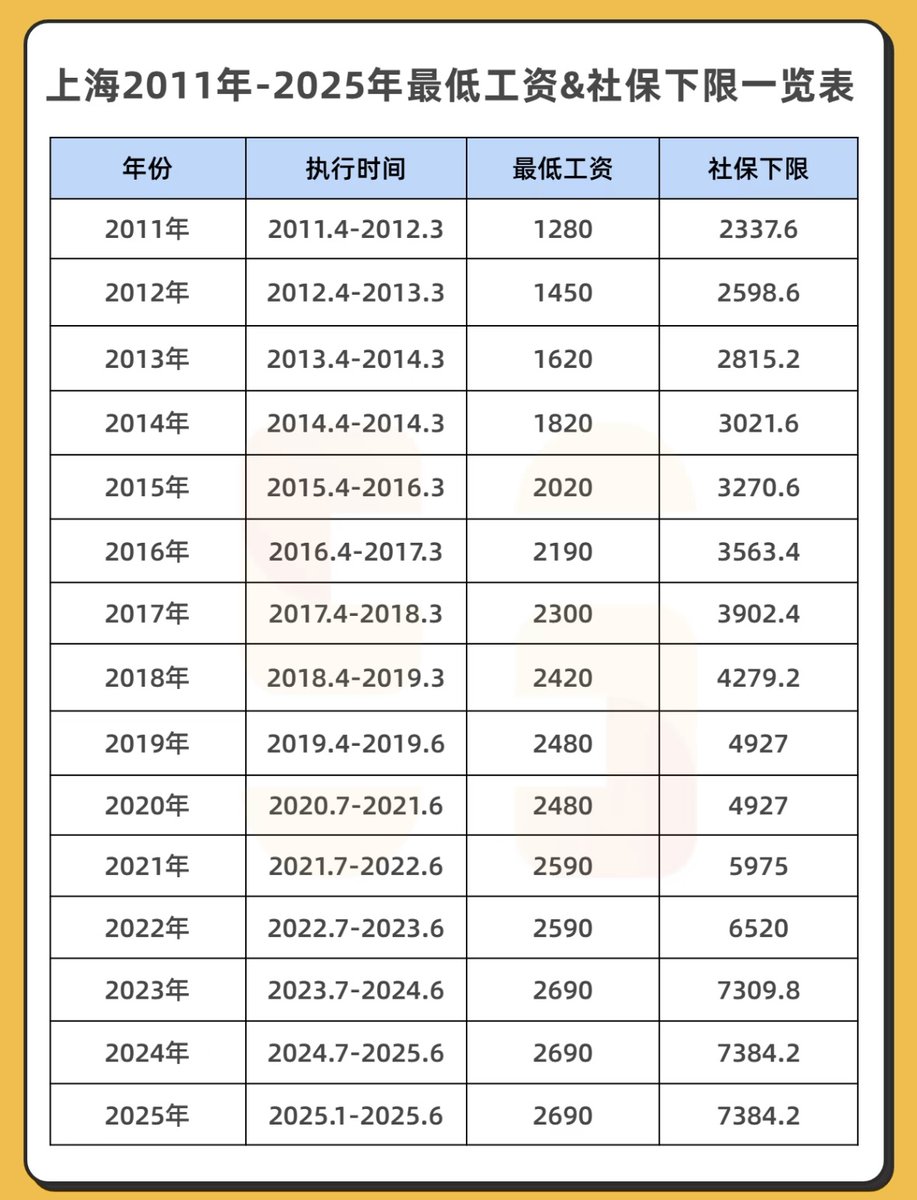 上海2011年-2025年最低工资&社保下限一览表
年份 执行时间 最低工资 社保下限
2011年 2011.4-2012.3 1280 2337.6
2012年 2012.4-2013.3 1450 2598.6
2013年 2013.4-2014.3 1620 2815.2
2014年 2014.4-2014.3 1820 3021.6
2015年 2015.4-2016.3 2020 3270.6
2016年 2016.4-2017.3 2190 3563.4
2017年 2017.4-2018.3 2300 3902.4
2018年 2018.4-2019.3 2420 4279.2
2019年 2019.4-2019.6 2480 4927
2020年 2020.7-2021.6 2480 4927
2021年 2021.7-2022.6 2590 5975
2022年 2022.7-2023.6 2590 6520
2023年 2023.7-2024.6 2690 7309.8
2024年 2024.7-2025.6 2690 7384.2
2025年 2025.1-2025.6 2690 7384.2